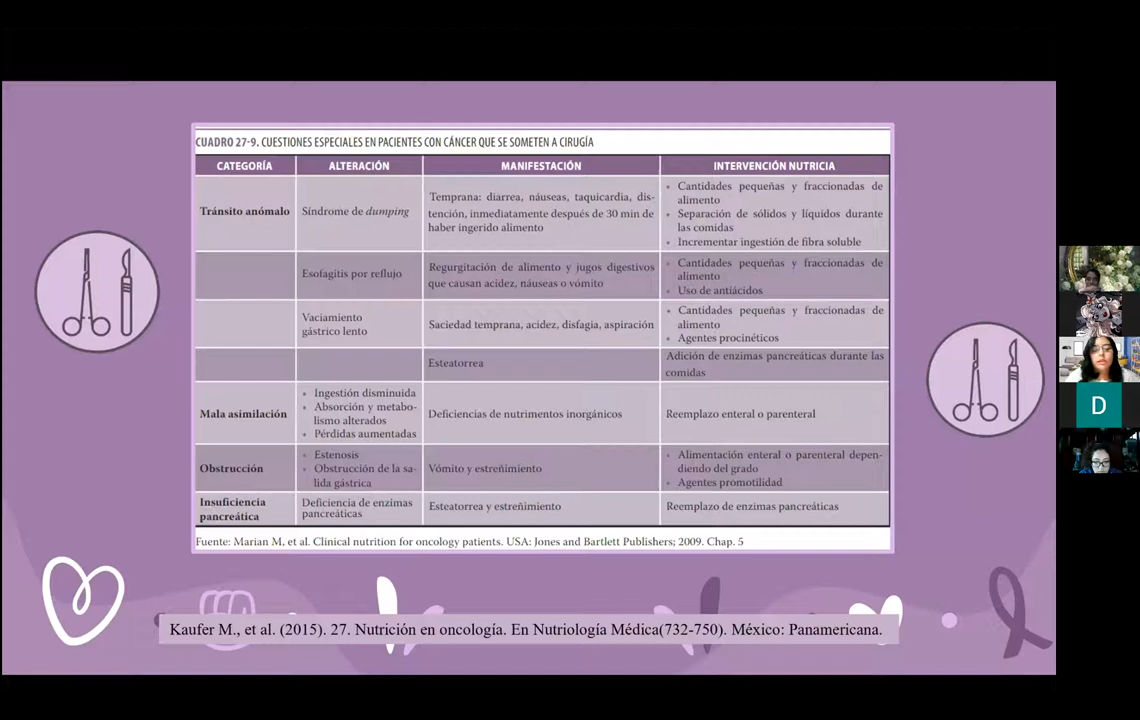 CUADRO 27-9. CUESTIONES ESPECIALES EN PACIENTES CON CÁNCER QUE SE SOMETEN A CIRUGÍA
CATEGORÍA
ALTERACIÓN
MANIFESTACIÓN
INTERVENCIÓN NUTRICIA
Tránsito anómalo
Síndrome de dumping
Temprana: diarrea, náuseas, taquicardia, dis-
tención, inmediatamente después de 30 min de
haber ingerido alimento
• Cantidades pequeñas y fraccionadas de
alimento
• Separación de sólidos y líquidos durante
las comidas
• Incrementar ingestión de fibra soluble
Esofagitis por reflujo
Regurgitación de alimento y jugos digestivos
que causan acidez, náuseas o vómito
• Cantidades pequeñas y fraccionadas de
alimento
• Uso de antiácidos
Vaciamiento
gástrico lento
Saciedad temprana, acidez, disfagia, aspiración
• Cantidades pequeñas y fraccionadas de
alimento
• Agentes procinéticos
Esteatorrea
Adición de enzimas pancreáticas durante las
comidas
Mala asimilación
• Ingestión disminuida
• Absorción y metabo-
lismo alterados
• Pérdidas aumentadas
Deficiencias de nutrimentos inorgánicos
Reemplazo enteral o parenteral
Obstrucción
• Estenosis
• Obstrucción de la sa-
lida gástrica
Vómito y estreñimiento
• Alimentación enteral o parenteral depen-
diendo del grado
• Agentes promotilidad
Insuficiencia
pancreática
Deficiencia de enzimas
pancreáticas
Esteatorrea y estreñimiento
Reemplazo de enzimas pancreáticas
Fuente: Marian M, et al. Clinical nutrition for oncology patients. USA: Jones and Bartlett Publishers; 2009. Chap. 5
Kaufer M., et al. (2015). 27. Nutrición en oncología. En Nutriología Médica(732-750). México: Panamericana.
D